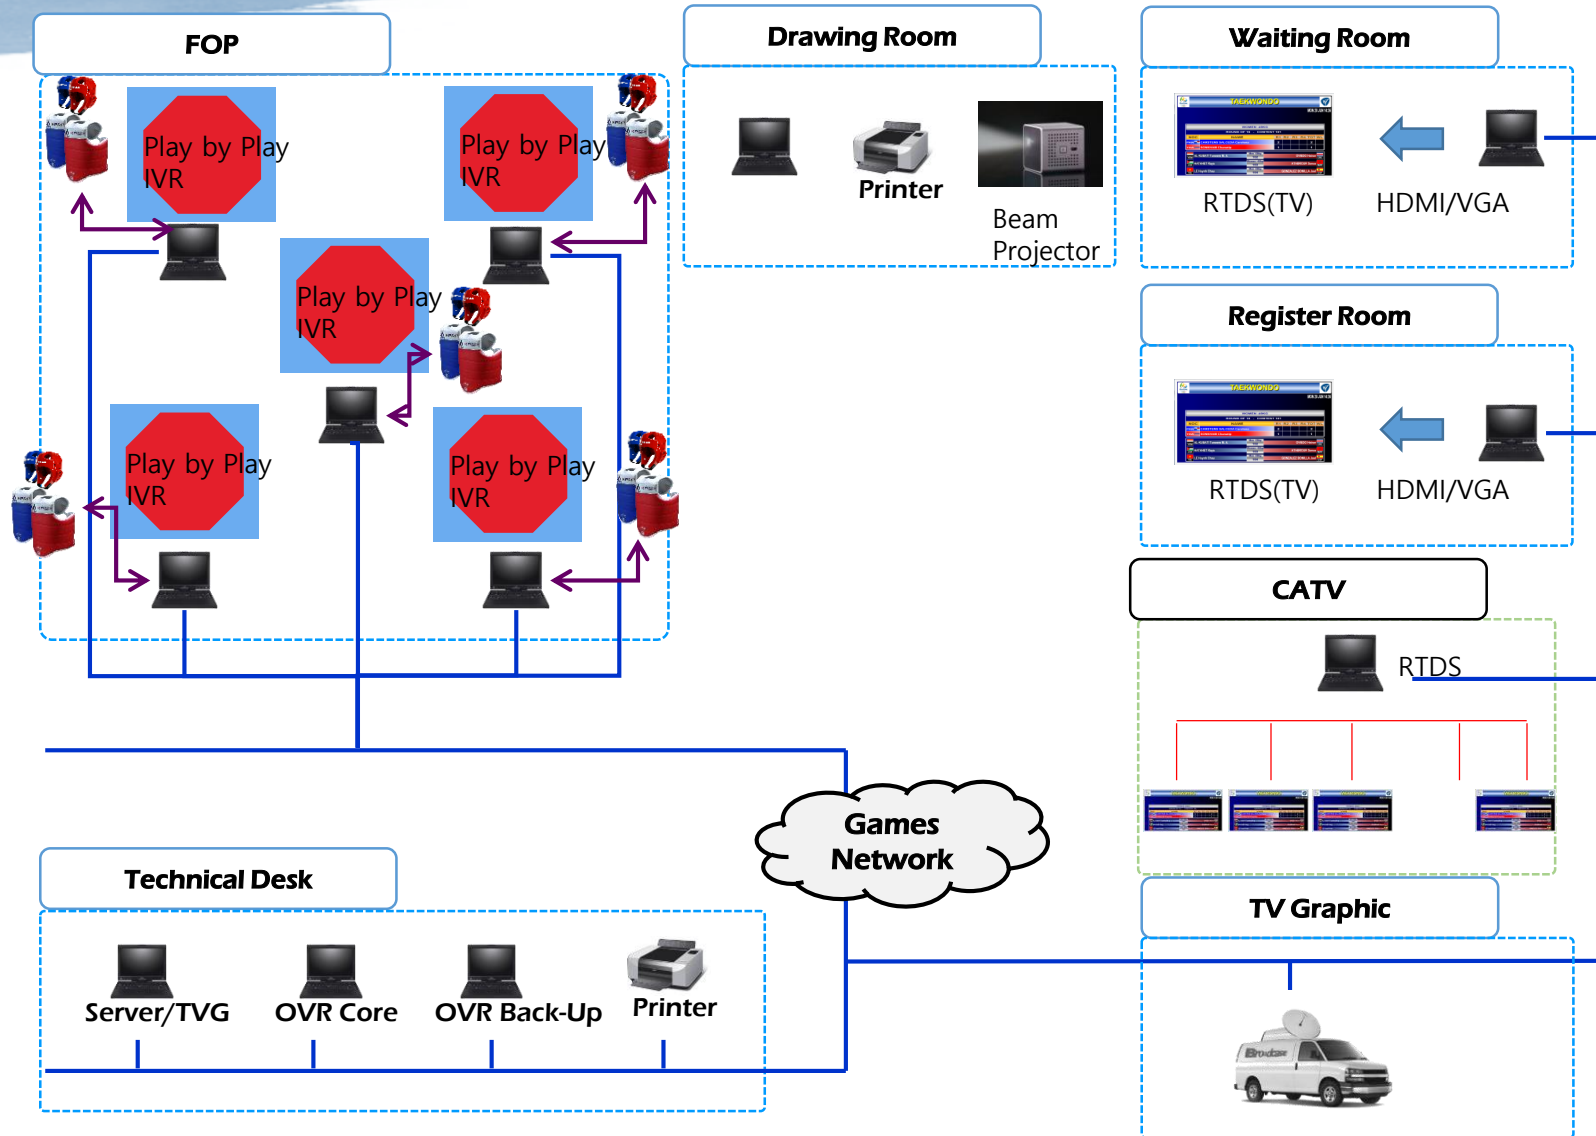 FOP
Play by Play
IVR
Play by Play
IVR
Play by Play
IVR
Play by Play
IVR
Play by Play
IVR
Drawing Room
Printer
Beam
Projector
Waiting Room
TAEKWONDO
RTDS(TV)
HDMI/VGA
Register Room
TAEKWONDO
RTDS(TV)
HDMI/VGA
CATV
RTDS
Games
Network
Technical Desk
Server/TVG
OVR Core
OVR Back-Up
Printer
TV Graphic